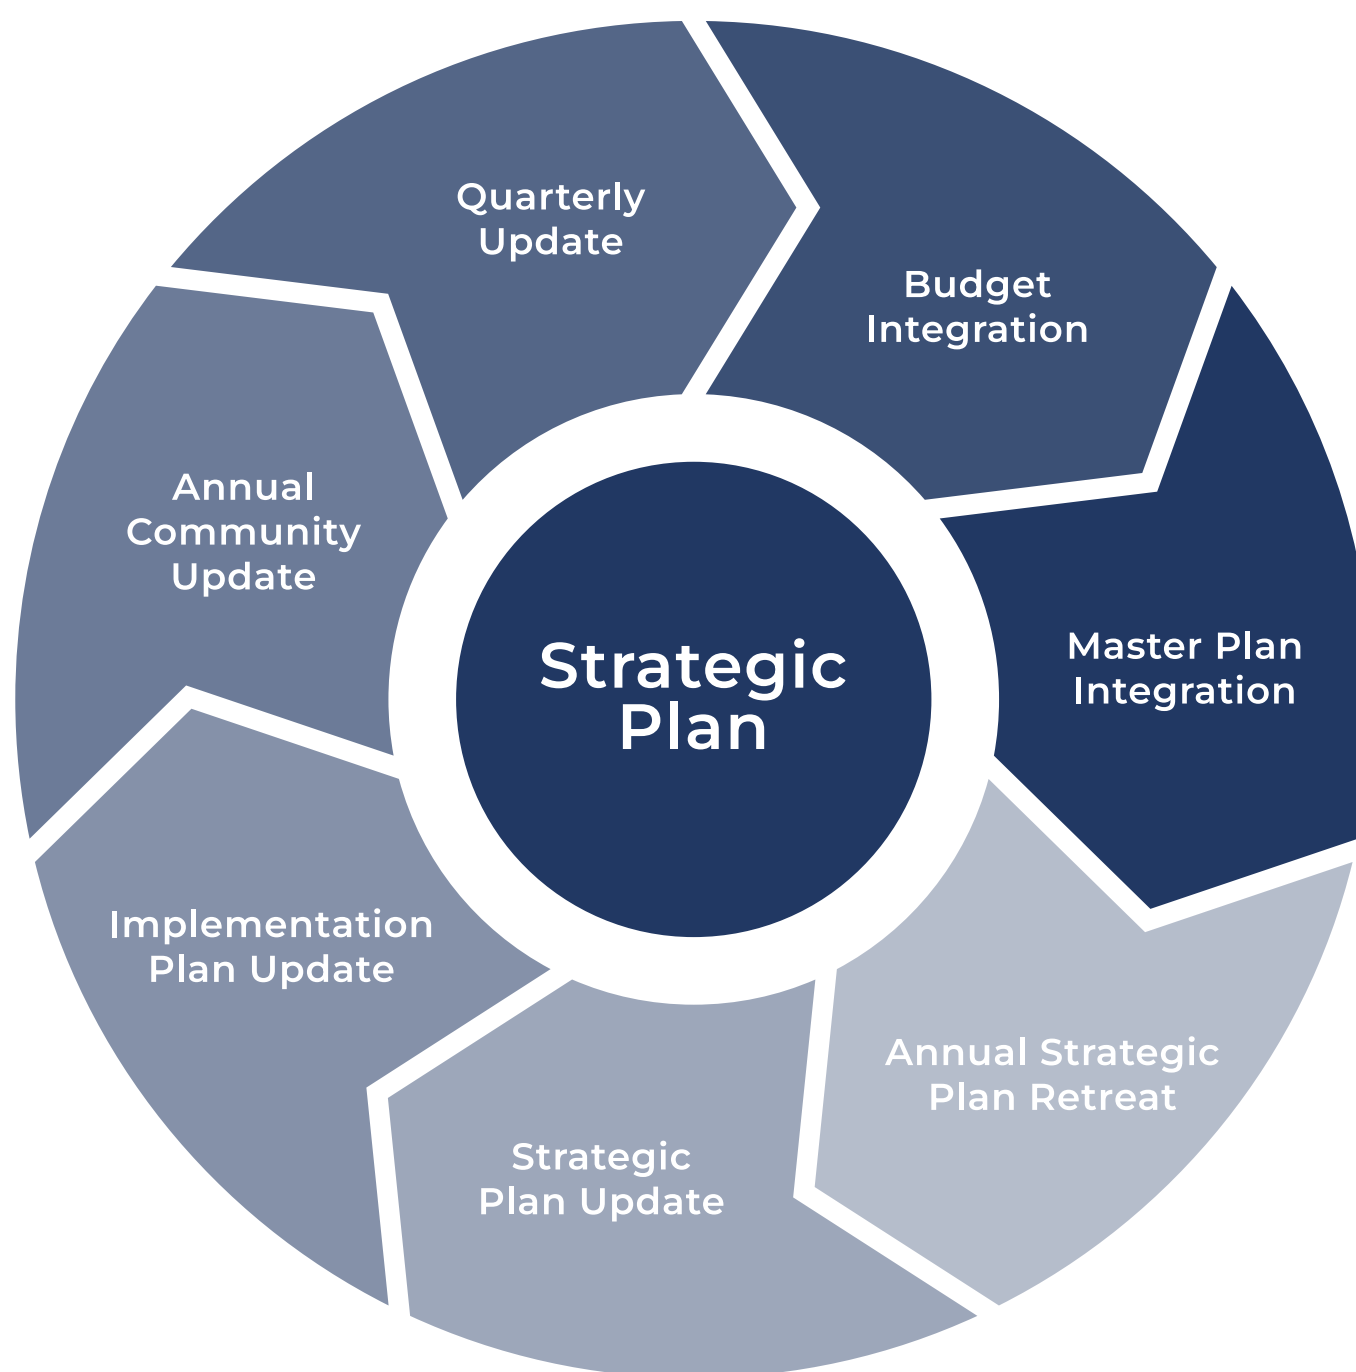 Quarterly
Update
Budget
Integration
Annual
Community
Update
Strategic
Plan
Master Plan
Integration
Implementation
Plan Update
Annual Strategic
Plan Retreat
Strategic
Plan Update